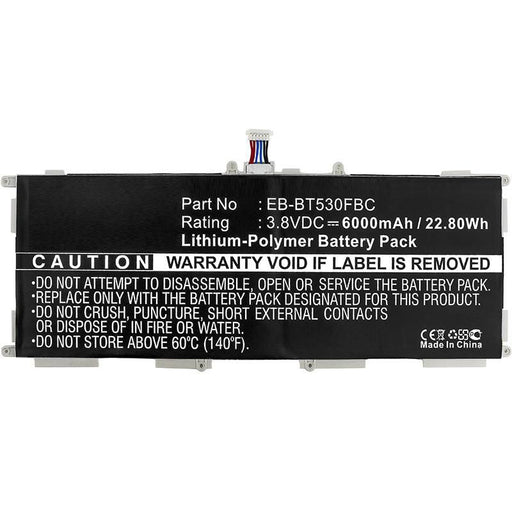 Part No : EB-BT530FBC
Rating : 3.8VDC⎓6000mAh / 22.80Wh
Lithium-Polymer Battery Pack
CAUTION WARRANTY VOID IF LABEL IS REMOVED
DO NOT ATTEMPT TO DISASSEMBLE, OPEN OR SERVICE THE BATTERY
REPLACE WITH THE BATTERY PACK DESIGNATED FOR THIS PRODUCT.
DO NOT CRUSH, PUNCTURE, SHORT EXTERNAL CONTACTS
OR DISPOSE OF IN FIRE OR WATER.
DO NOT STORE ABOVE 60°C (140°F).
CE
Made In China